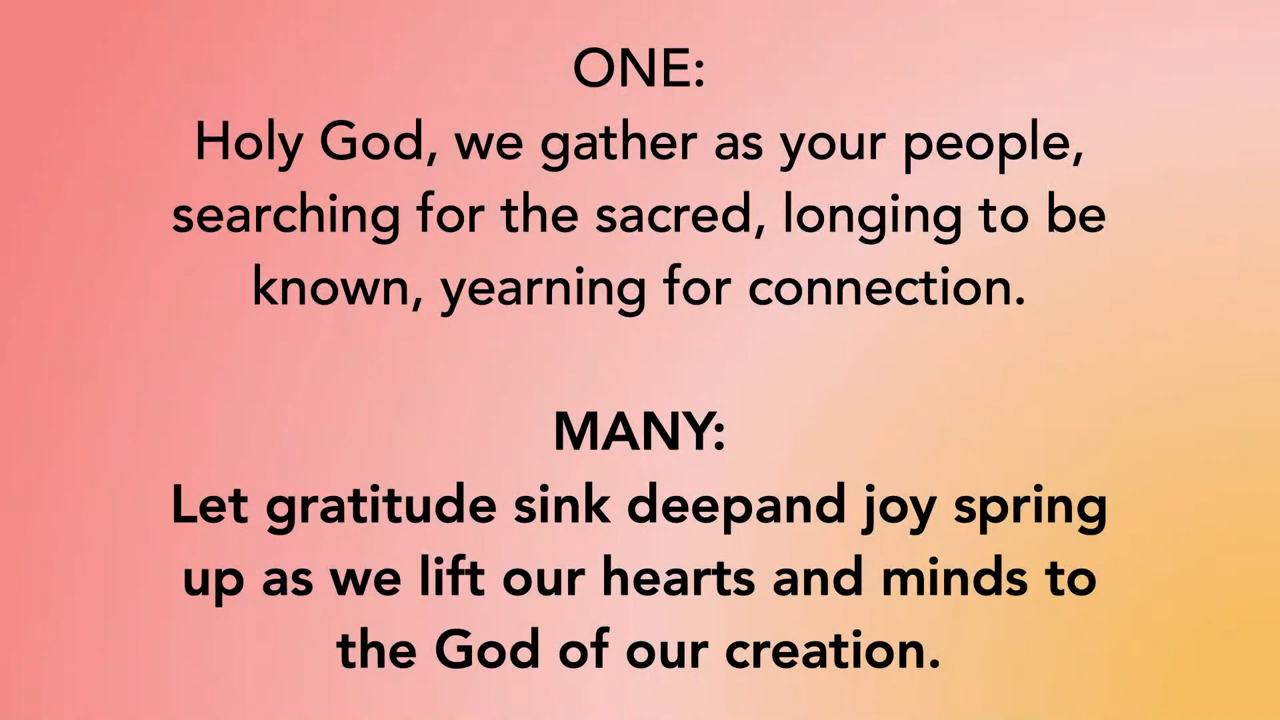 ONE:
Holy God, we gather as your people,
searching for the sacred, longing to be
known, yearning for connection.
MANY:
Let gratitude sink deepand joy spring
up as we lift our hearts and minds to
the God of our creation.